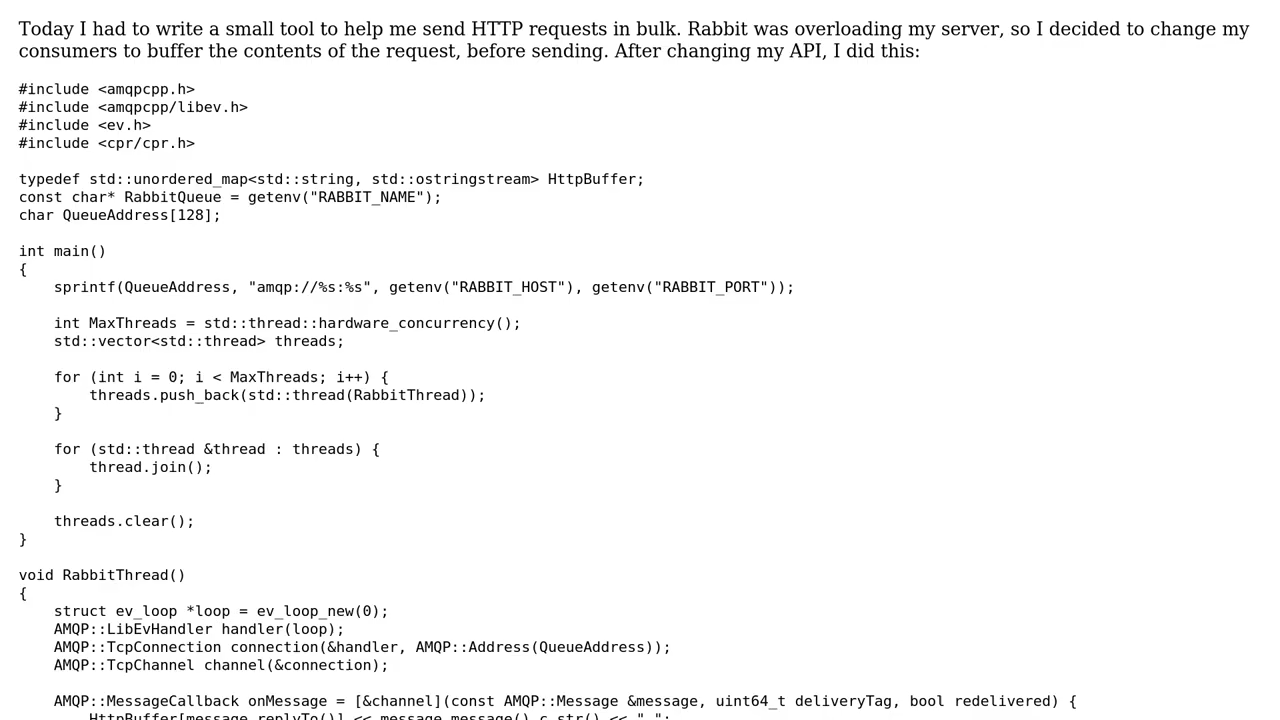 Today I had to write a small tool to help me send HTTP requests in bulk. Rabbit was overloading my server, so I decided to change my
consumers to buffer the contents of the request, before sending. After changing my API, I did this:
#include <amqpcpp.h>
#include <amqpcpp/libev.h>
#include <ev.h>
#include <cpr/cpr.h>
typedef std::unordered_map<std::string, std::ostringstream> HttpBuffer;
const char* RabbitQueue = getenv("RABBIT_NAME");
char QueueAddress[128];
int main()
{
    sprintf(QueueAddress, "amqp://%s:%s", getenv("RABBIT_HOST"), getenv("RABBIT_PORT"));
    int MaxThreads = std::thread::hardware_concurrency();
    std::vector<std::thread> threads;
    for (int i = 0; i < MaxThreads; i++) {
        threads.push_back(std::thread(RabbitThread));
    }
    for (std::thread &thread : threads) {
        thread.join();
    }
    threads.clear();
}
void RabbitThread()
{
    struct ev_loop *loop = ev_loop_new(0);
    AMQP::LibEvHandler handler(loop);
    AMQP::TcpConnection connection(&handler, AMQP::Address(QueueAddress));
    AMQP::TcpChannel channel(&connection);
    AMQP::MessageCallback onMessage = [&channel](const AMQP::Message &message, uint64_t deliveryTag, bool redelivered) {
        HttpBuffer[message.replyTo()] << message.message().c_str() << ",";